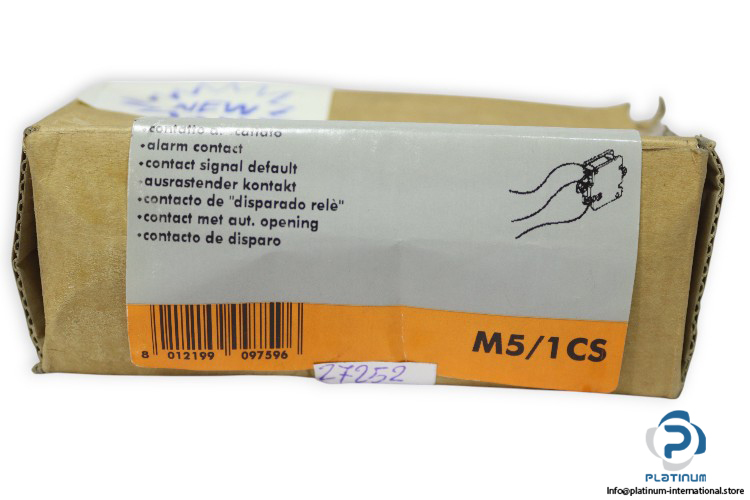 NEW
•alarm contact
•contact signal default
•ausrastender kontakt
•contacto de "disparado relè"
•contact met aut. opening
•contacto de disparo
M5/1CS
8 012199 097596
27252
PLATINUM
Info@platinum-international.store